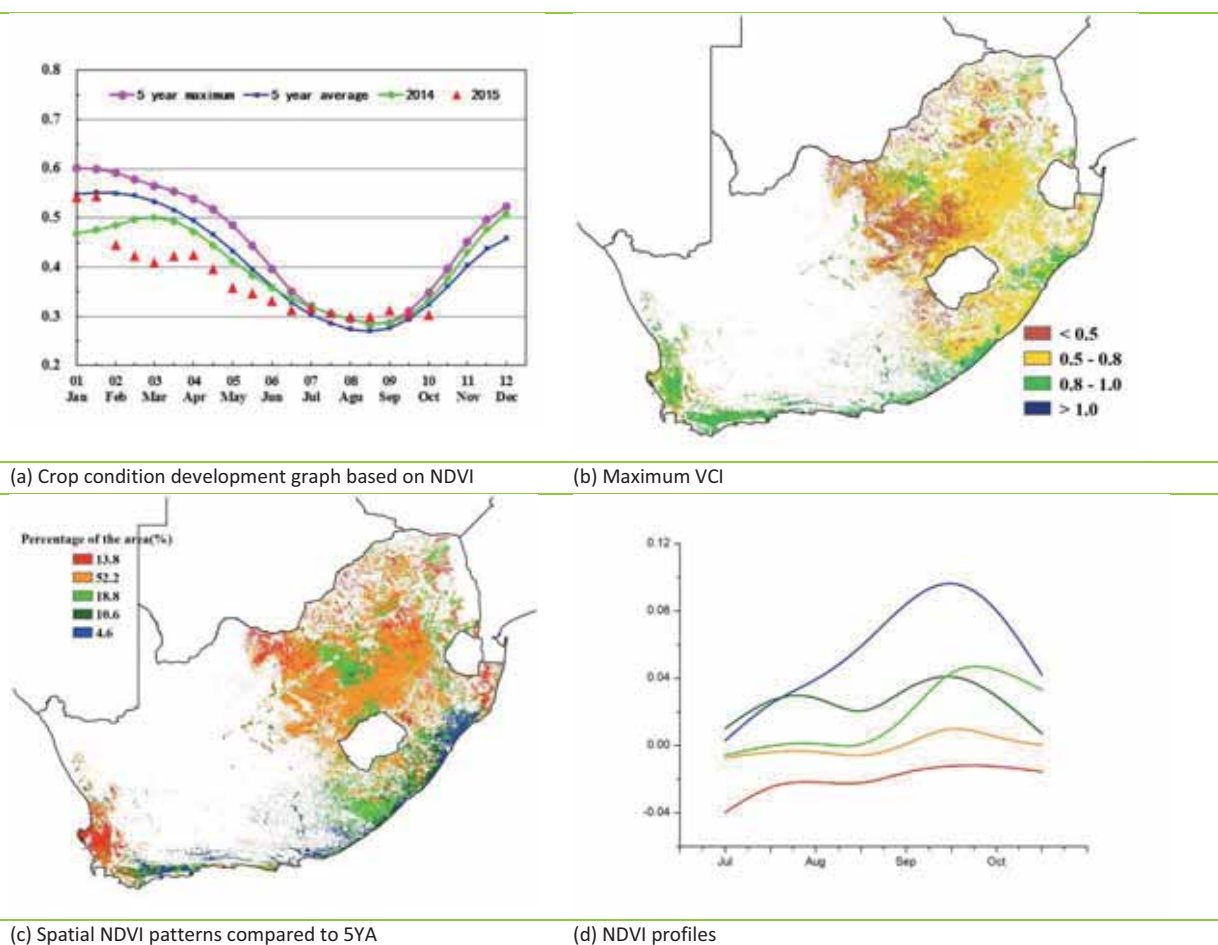 0.8
5 year maximum 5 year average 2014 2015
0.7
0.6
0.5
0.4
0.3
0.2
01 02 03 04 05 06 07 08 09 10 11 12
Jan Feb Mar Apr May Jun Jul Agu Sep Oct Nov Dec
< 0.5
0.5 - 0.8
0.8 - 1.0
> 1.0
(a) Crop condition development graph based on NDVI
(b) Maximum VCI
Percentage of the area(%)
13.8
52.2
18.8
10.6
4.6
0.12
0.08
0.04
0.00
-0.04
Jul Aug Sep Oct
(c) Spatial NDVI patterns compared to 5YA
(d) NDVI profiles